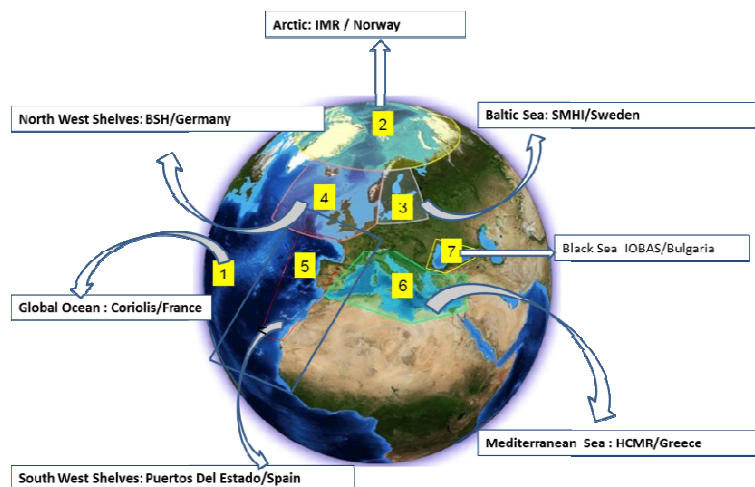 Arctic: IMR / Norway
North West Shelves: BSH/Germany
Baltic Sea: SMHI/Sweden
2
4
3
Black Sea IOBAS/Bulgaria
7
5
1
6
Global Ocean : Coriolis/France
Mediterranean Sea : HCMR/Greece
South West Shelves: Puertos Del Estado/Spain